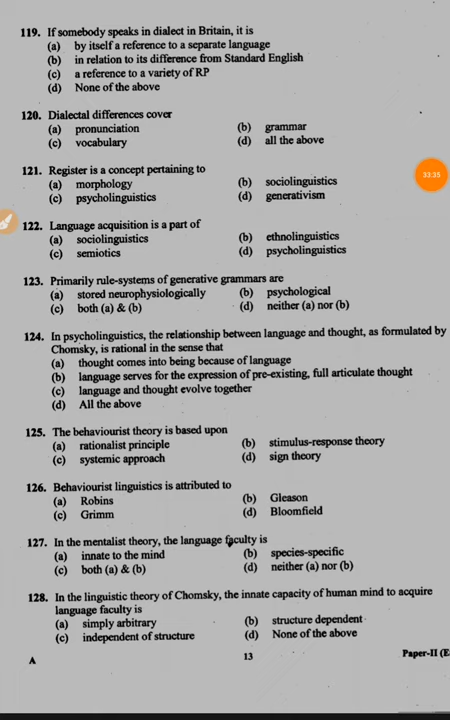 119. If somebody speaks in dialect in Britain, it is
(a) by itself a reference to a separate language
(b) in relation to its difference from Standard English
(c) a reference to a variety of RP
(d) None of the above
120. Dialectal differences cover
(a) pronunciation (b) grammar
(c) vocabulary (d) all the above
121. Register is a concept pertaining to
(a) morphology (b) sociolinguistics
(c) psycholinguistics (d) generativism
33:35
122. Language acquisition is a part of
(a) sociolinguistics (b) ethnolinguistics
(c) semiotics (d) psycholinguistics
123. Primarily rule-systems of generative grammars are
(a) stored neurophysiologically (b) psychological
(c) both (a) & (b) (d) neither (a) nor (b)
124. In psycholinguistics, the relationship between language and thought, as formulated by
Chomsky, is rational in the sense that
(a) thought comes into being because of language
(b) language serves for the expression of pre-existing, full articulate thought
(c) language and thought evolve together
(d) All the above
125. The behaviourist theory is based upon
(a) rationalist principle (b) stimulus-response theory
(c) systemic approach (d) sign theory
126. Behaviourist linguistics is attributed to
(a) Robins (b) Gleason
(c) Grimm (d) Bloomfield
127. In the mentalist theory, the language faculty is
(a) innate to the mind (b) species-specific
(c) both (a) & (b) (d) neither (a) nor (b)
128. In the linguistic theory of Chomsky, the innate capacity of human mind to acquire
language faculty is
(a) simply arbitrary (b) structure dependent
(c) independent of structure (d) None of the above
A 13 Paper-II (E